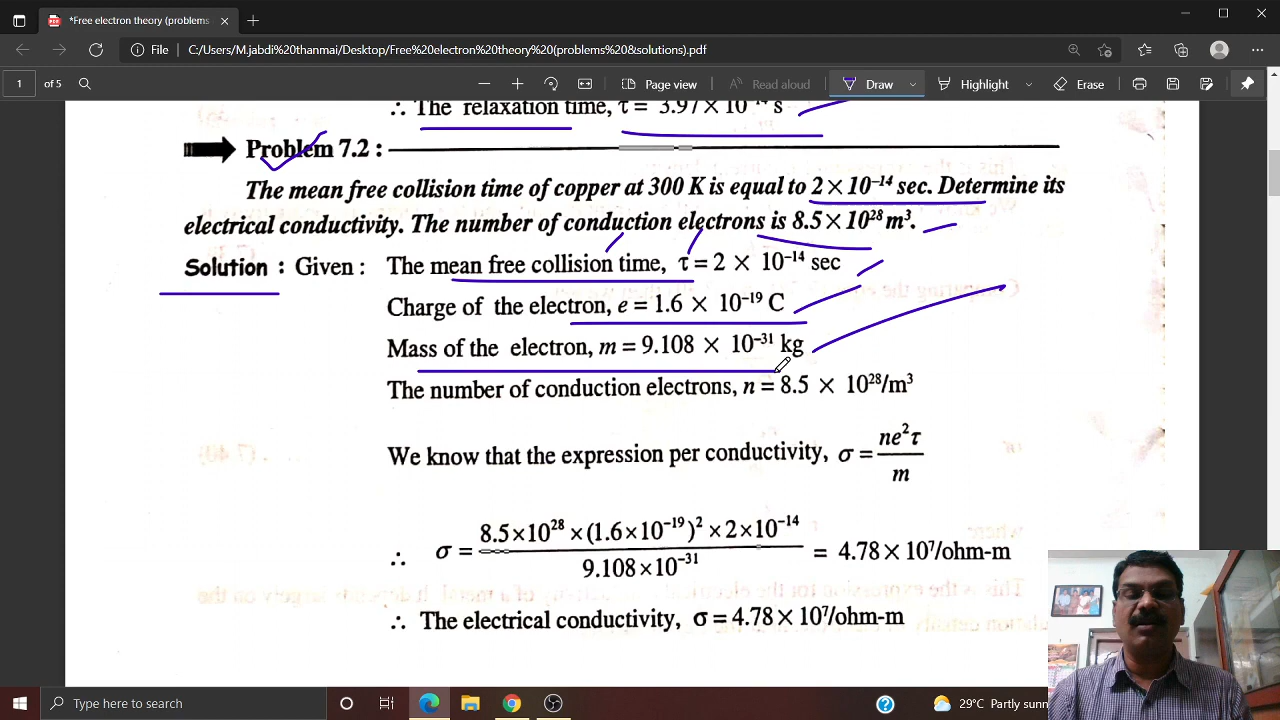 *Free electron theory (problems
File
C:/Users/M.jabdi%20thanmai/Desktop/Free%20electron%20theory%20(problems%20&solutions).pdf
1 of 5
Page view
Read aloud
Draw
Highlight
Erase
∴ The relaxation time, τ = 3.97 × 10⁻¹⁴ s
Problem 7.2 :
The mean free collision time of copper at 300 K is equal to 2 × 10⁻¹⁴ sec. Determine its
electrical conductivity. The number of conduction electrons is 8.5 × 10²⁸ m³.
Solution : Given : The mean free collision time, τ = 2 × 10⁻¹⁴ sec
Charge of the electron, e = 1.6 × 10⁻¹⁹ C
Mass of the electron, m = 9.108 × 10⁻³¹ kg
The number of conduction electrons, n = 8.5 × 10²⁸/m³
We know that the expression per conductivity, σ = ne²τ / m
∴ σ = 8.5×10²⁸ ×(1.6×10⁻¹⁹)² ×2×10⁻¹⁴ / 9.108×10⁻³¹ = 4.78 × 10⁷/ohm-m
∴ The electrical conductivity, σ = 4.78 × 10⁷/ohm-m
Type here to search
29°C Partly sunn